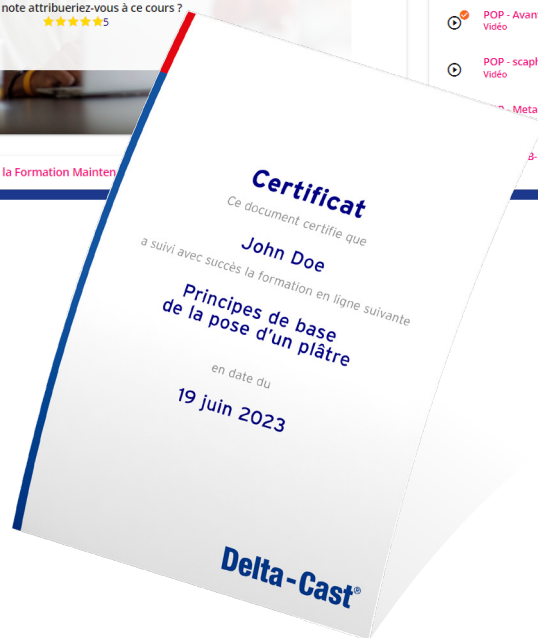 note attribueriez-vous à ce cours ?
5
la Formation Mainten
POP - Avan
Vidéo
POP - scaph
Vidéo
Meta
Certificat
Ce document certifie que
John Doe
a suivi avec succès la formation en ligne suivante
Principes de base
de la pose d'un plâtre
en date du
19 juin 2023
Delta-Cast®